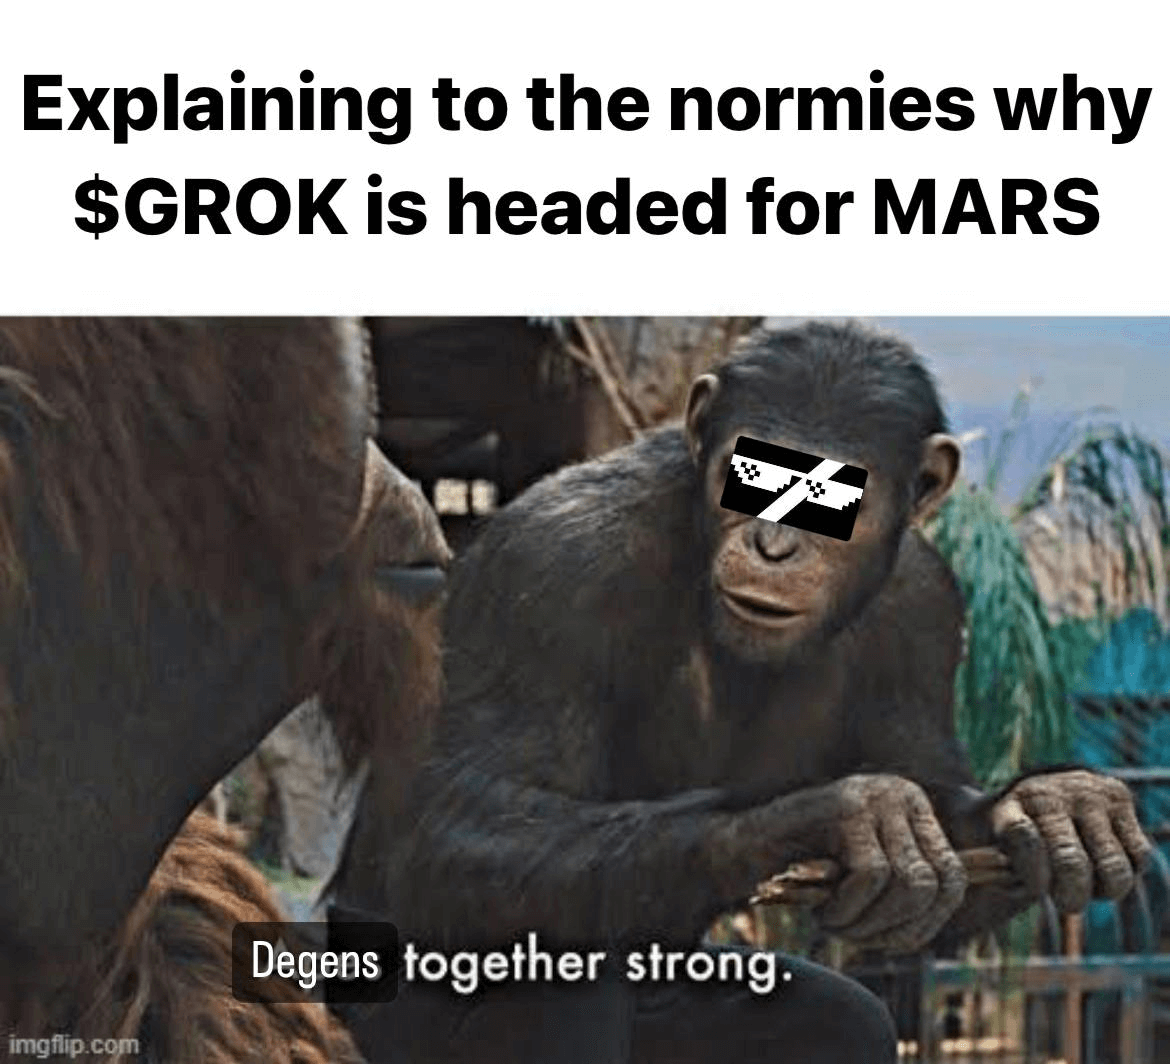 Explaining to the normies why
$GROK is headed for MARS
Degens together strong.
imgflip.com